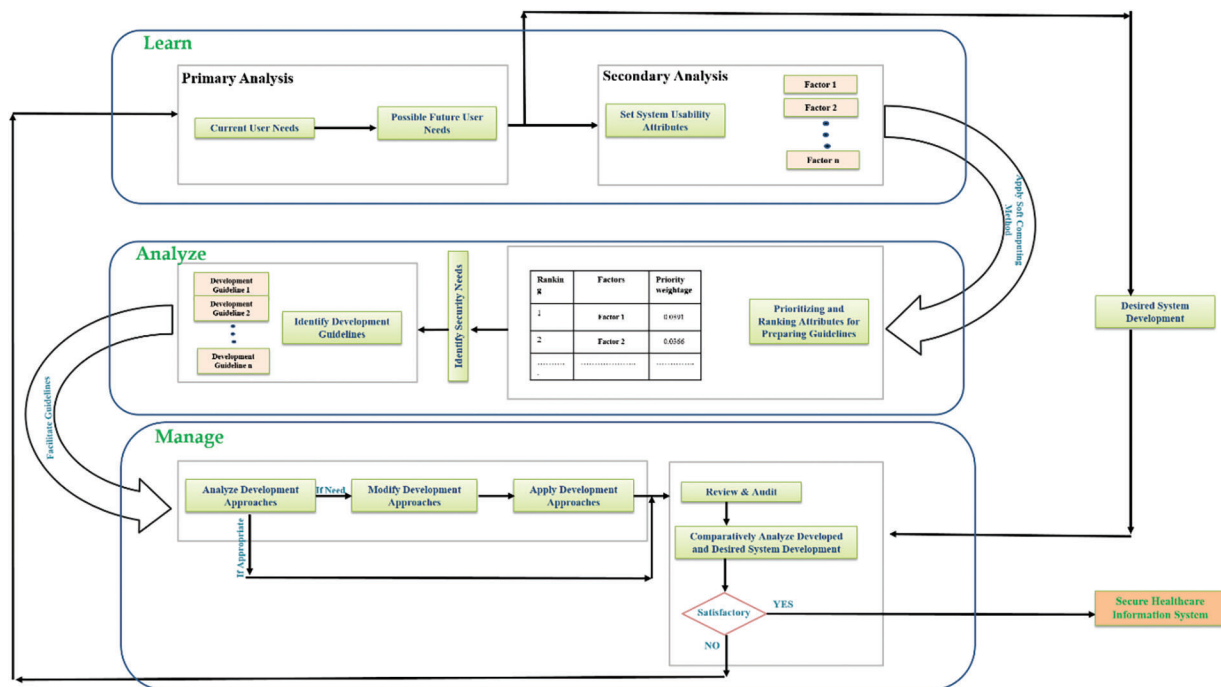 Learn
Primary Analysis
Current User Needs
Possible Future User
Needs
Secondary Analysis
Set System Usability
Attributes
Factor 1
Factor 2
Factor n
Apply Soft Computing
Method
Analyze
Development
Guideline 1
Development
Guideline 2
Development
Guideline n
Identify Development
Guidelines
Identify Security Needs
Rankin
g
Factors
Priority
weightage
1
Factor 1
2
Factor 2
0.0366
Prioritizing and
Ranking Attributes for
Preparing Guidelines
Desired System
Development
Facilitate Guidelines
Manage
Analyze Development
Approaches
If Need
Modify Development
Approaches
Apply Development
Approaches
If Appropriate
Review & Audit
Comparatively Analyze Developed
and Desired System Development
Satisfactory
YES
NO
Secure Healthcare
Information System